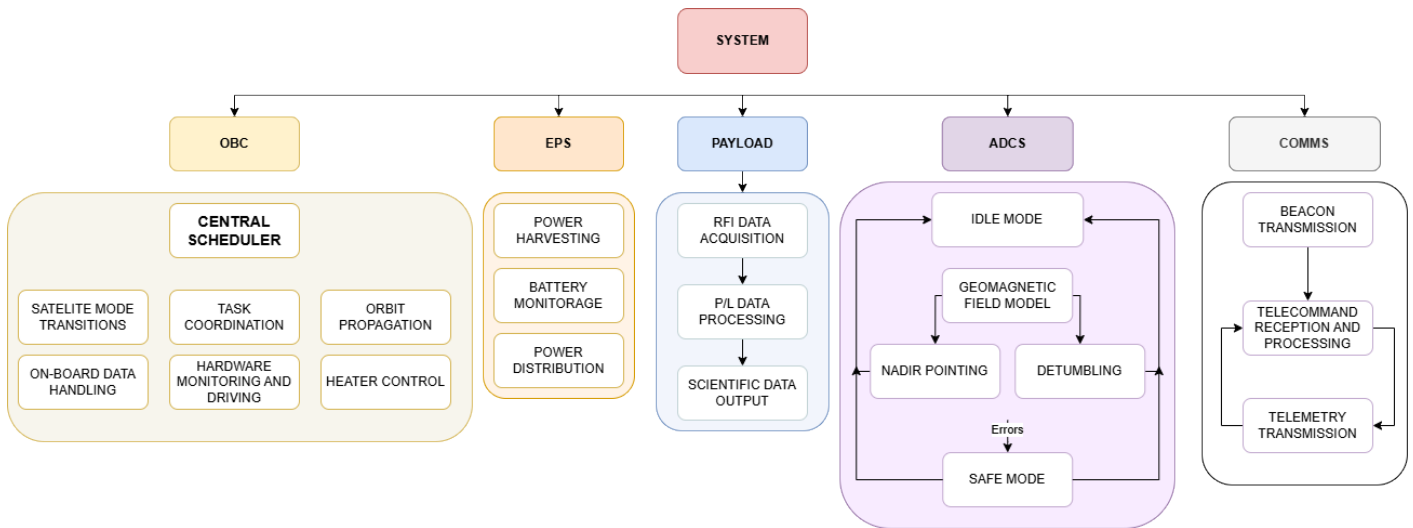 SYSTEM
OBC
EPS
PAYLOAD
ADCS
COMMS
CENTRAL
SCHEDULER
SATELITE MODE
TRANSITIONS
TASK
COORDINATION
ORBIT
PROPAGATION
ON-BOARD DATA
HANDLING
HARDWARE
MONITORING AND
DRIVING
HEATER CONTROL
POWER
HARVESTING
BATTERY
MONITORAGE
POWER
DISTRIBUTION
RFI DATA
ACQUISITION
P/L DATA
PROCESSING
SCIENTIFIC DATA
OUTPUT
IDLE MODE
GEOMAGNETIC
FIELD MODEL
NADIR POINTING
DETUMBLING
Errors
SAFE MODE
BEACON
TRANSMISSION
TELECOMMAND
RECEPTION AND
PROCESSING
TELEMETRY
TRANSMISSION